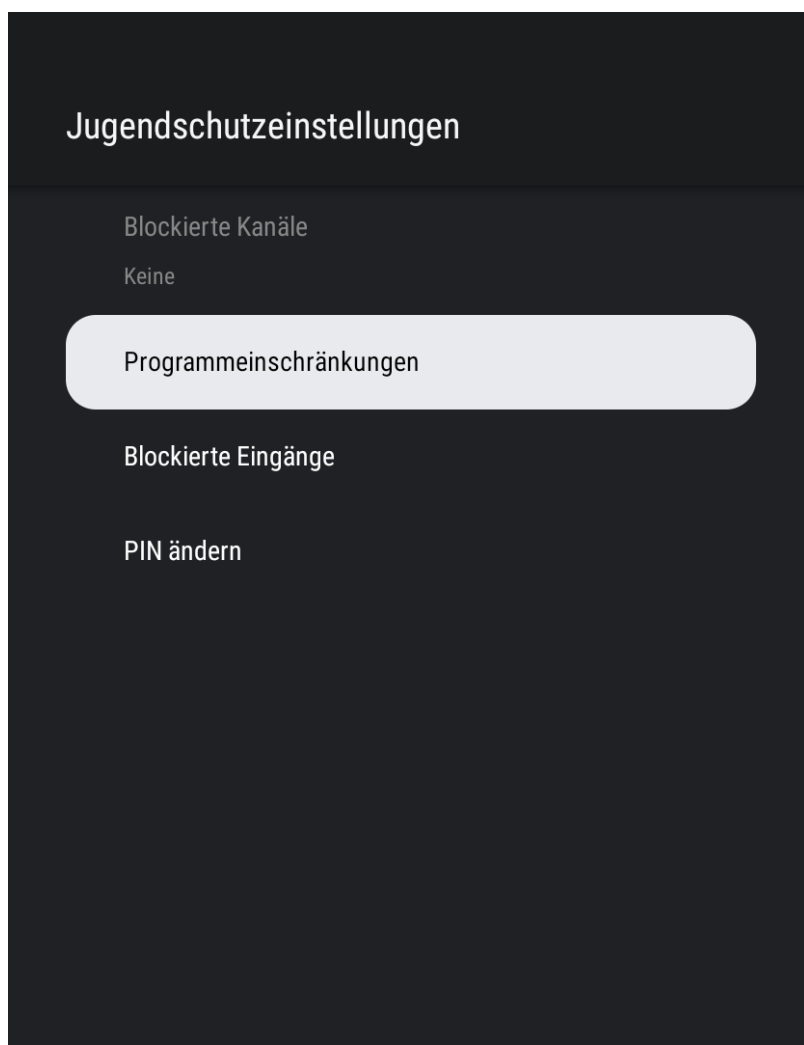 Jugendschutzeinstellungen
Blockierte Kanäle
Keine
Programmeinschränkungen
Blockierte Eingänge
PIN ändern